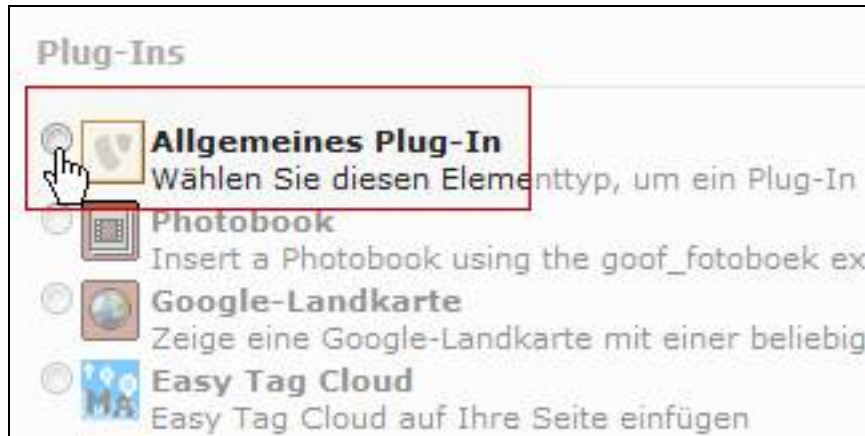 Plug-Ins
Allgemeines Plug-In
Wählen Sie diesen Elementtyp, um ein Plug-In
Photobook
Insert a Photobook using the goof_fotoboek ex
Google-Landkarte
Zeige eine Google-Landkarte mit einer beliebig
Easy Tag Cloud
MA
Easy Tag Cloud auf Ihre Seite einfügen